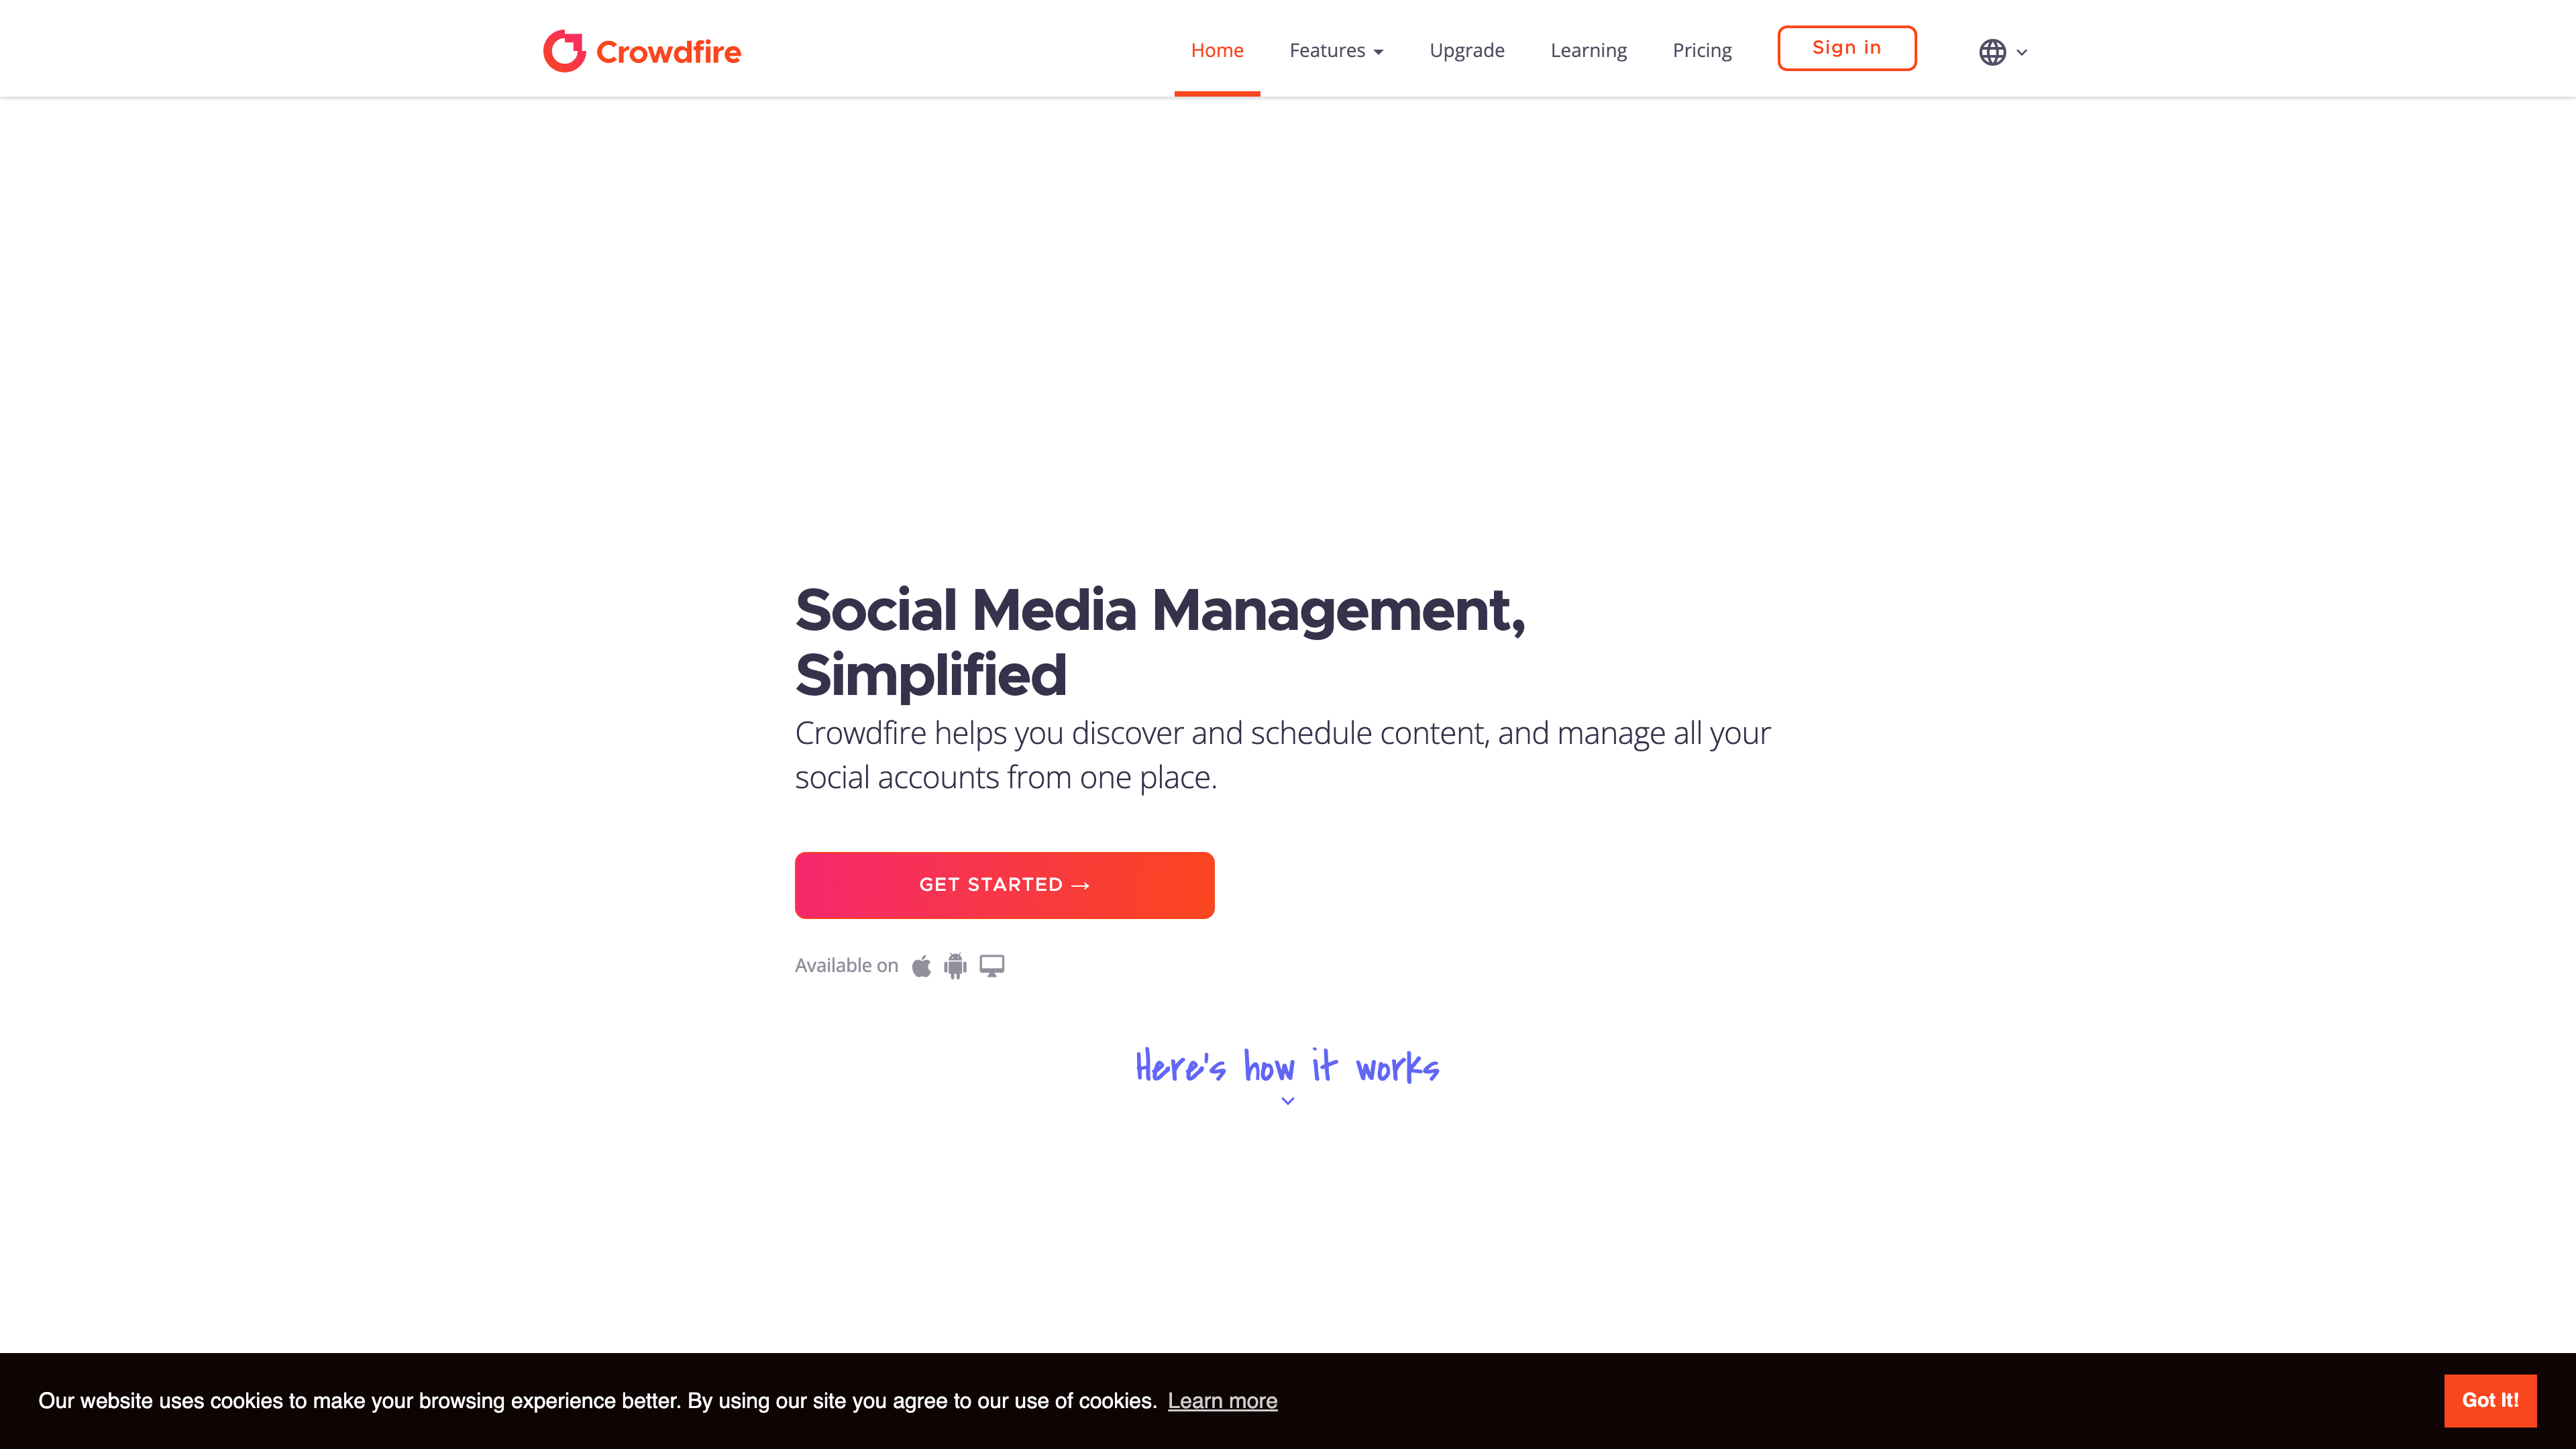 Crowdfire
Home
Features
Upgrade
Learning
Pricing
Sign in
Social Media Management,
Simplified
Crowdfire helps you discover and schedule content, and manage all your
social accounts from one place.
GET STARTED →
Available on
Here's how it works
Our website uses cookies to make your browsing experience better. By using our site you agree to our use of cookies. Learn more
Got It!